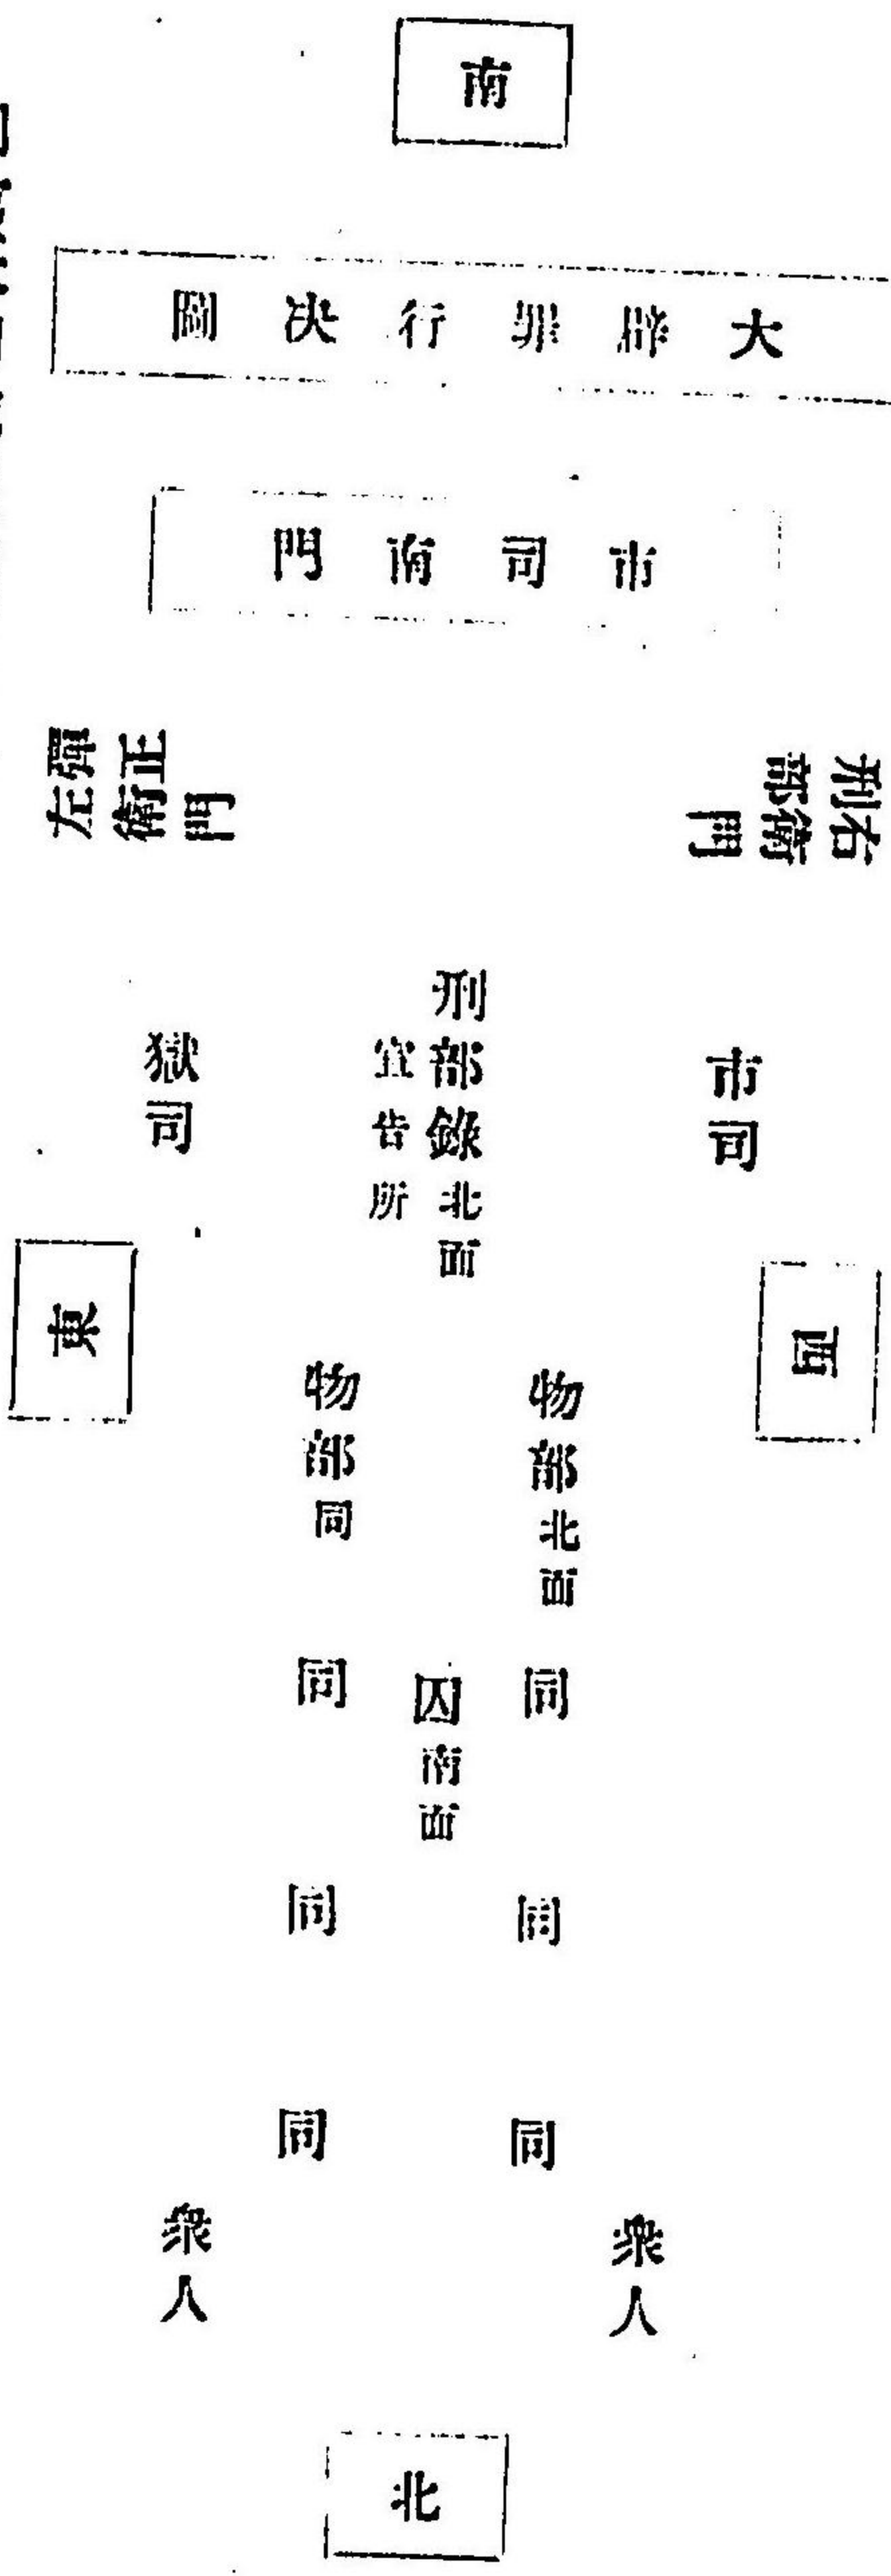 南
大辟罪行决圖
市司南門
刑部
右衛門
彈正
左衛門
市司
刑部錄北面
宣告所
獄司
西
東
物部北面
物部同
同
囚南面
同
同
同
同
同
衆人
衆人
北